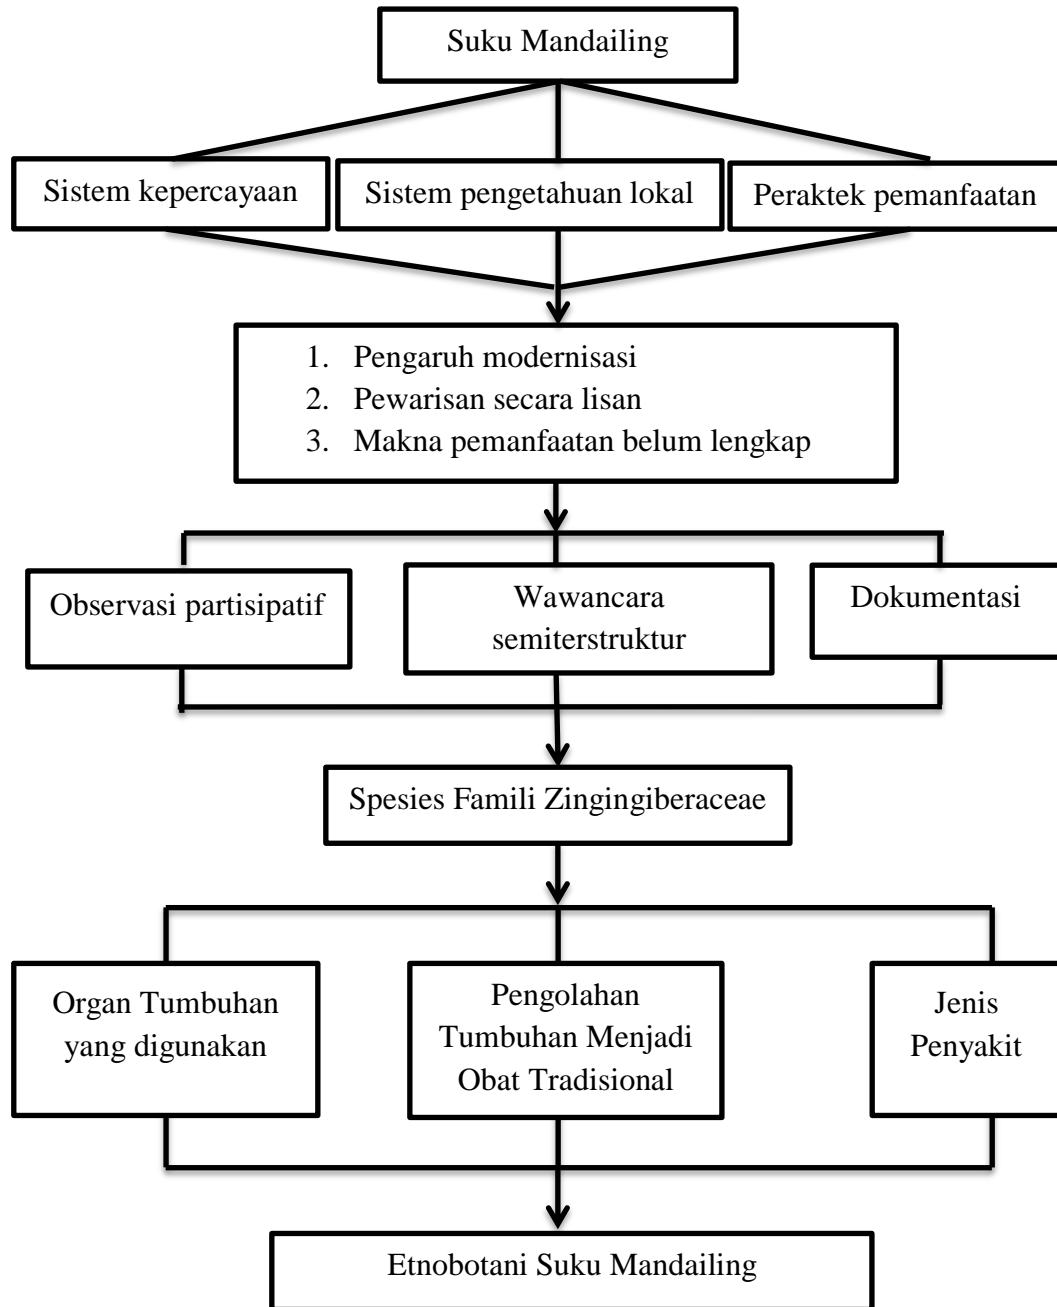 Suku Mandailing
Sistem kepercayaan
Sistem pengetahuan lokal
Peraktek pemanfaatan
1. Pengaruh modernisasi
2. Pewarisan secara lisan
3. Makna pemanfaatan belum lengkap
Observasi partisipatif
Wawancara
semiterstruktur
Dokumentasi
Spesies Famili Zingingiberaceae
Organ Tumbuhan
yang digunakan
Pengolahan
Tumbuhan Menjadi
Obat Tradisional
Jenis
Penyakit
Etnobotani Suku Mandailing